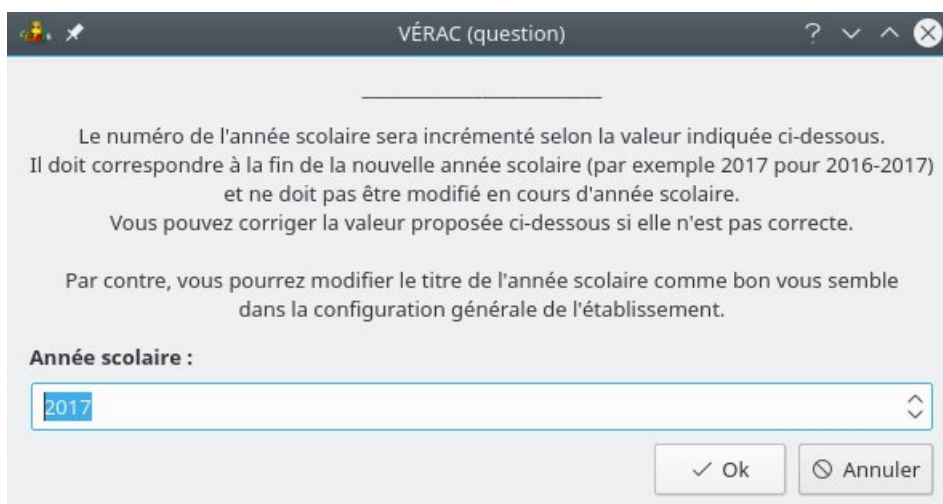 VÉRAC (question)
Le numéro de l'année scolaire sera incrémenté selon la valeur indiquée ci-dessous.
Il doit correspondre à la fin de la nouvelle année scolaire (par exemple 2017 pour 2016-2017)
et ne doit pas être modifié en cours d'année scolaire.
Vous pouvez corriger la valeur proposée ci-dessous si elle n'est pas correcte.
Par contre, vous pourrez modifier le titre de l'année scolaire comme bon vous semble
dans la configuration générale de l'établissement.
Année scolaire :
2017
Ok Annuler